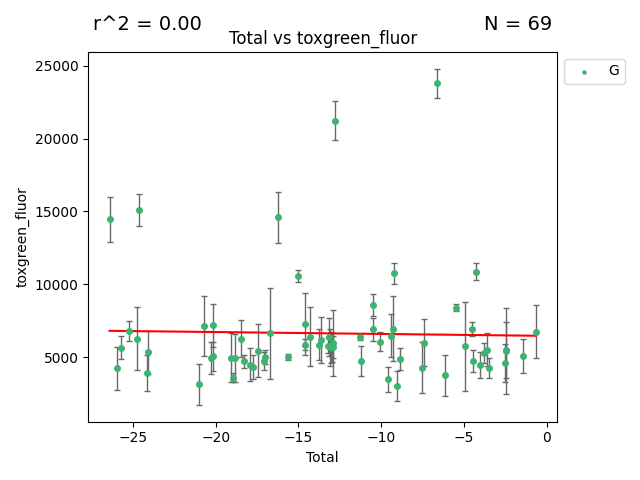 r^2 = 0.00
N = 69
Total vs toxgreen_fluor
G
25000
20000
15000
10000
5000
toxgreen_fluor
−25
−20
−15
−10
−5
0
Total